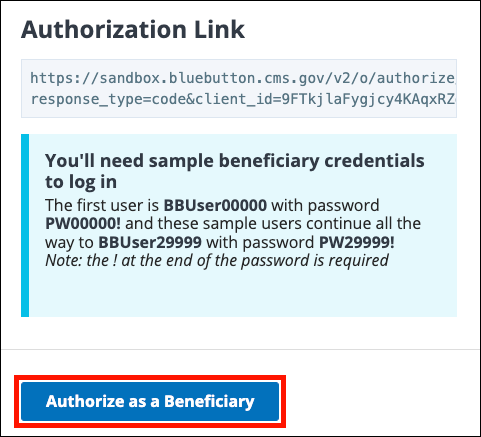 Authorization Link
https://sandbox.bluebutton.cms.gov/v2/o/authorize/
response_type=code&client_id=9FTkjlaFygjcy4KAqxRZ
You'll need sample beneficiary credentials
to log in
The first user is BBUser00000 with password
PW00000! and these sample users continue all the
way to BBUser29999 with password PW29999!
Note: the ! at the end of the password is required
Authorize as a Beneficiary